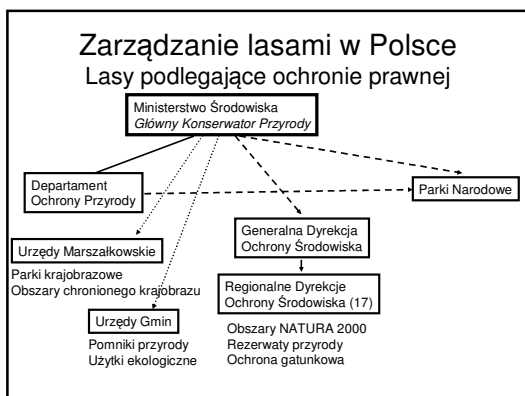 Zarządzanie lasami w Polsce
Lasy podlegające ochronie prawnej
Ministerstwo Środowiska
Główny Konserwator Przyrody
Departament
Ochrony Przyrody
Parki Narodowe
Generalna Dyrekcja
Ochrony Środowiska
Urzędy Marszałkowskie
Parki krajobrazowe
Obszary chronionego krajobrazu
Regionalne Dyrekcje
Ochrony Środowiska (17)
Urzędy Gmin
Pomniki przyrody
Użytki ekologiczne
Obszary NATURA 2000
Rezerwaty przyrody
Ochrona gatunkowa